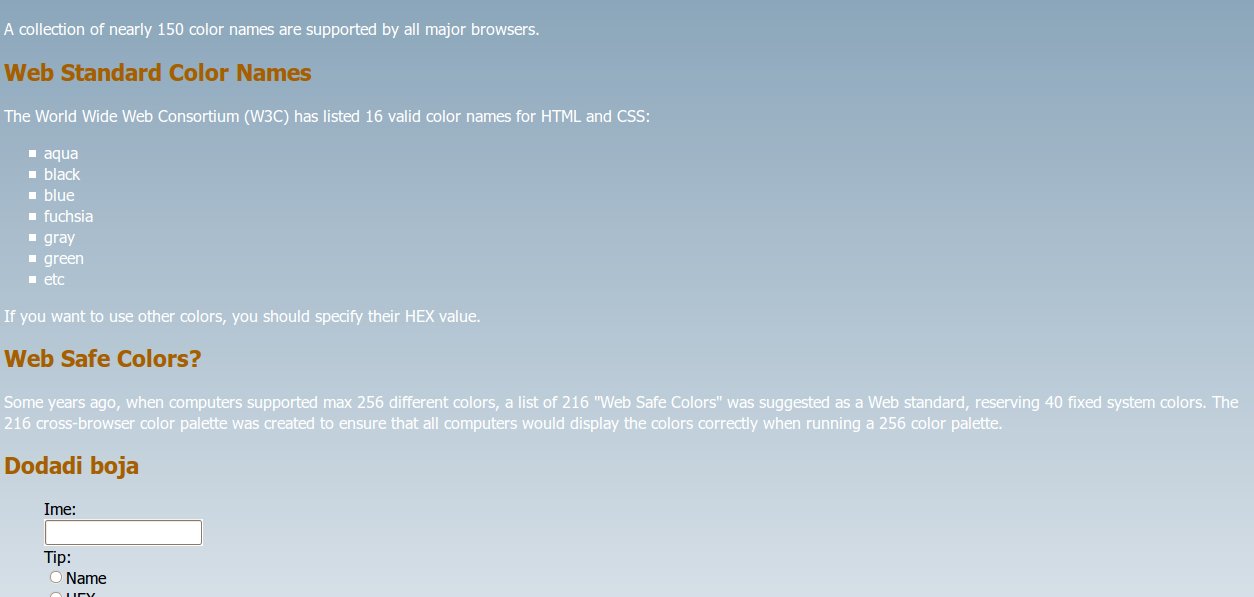 A collection of nearly 150 color names are supported by all major browsers.
Web Standard Color Names
The World Wide Web Consortium (W3C) has listed 16 valid color names for HTML and CSS:
aqua
black
blue
fuchsia
gray
green
etc
If you want to use other colors, you should specify their HEX value.
Web Safe Colors?
Some years ago, when computers supported max 256 different colors, a list of 216 "Web Safe Colors" was suggested as a Web standard, reserving 40 fixed system colors. The
216 cross-browser color palette was created to ensure that all computers would display the colors correctly when running a 256 color palette.
Dodadi boja
Ime:
Tip:
Name
HEX